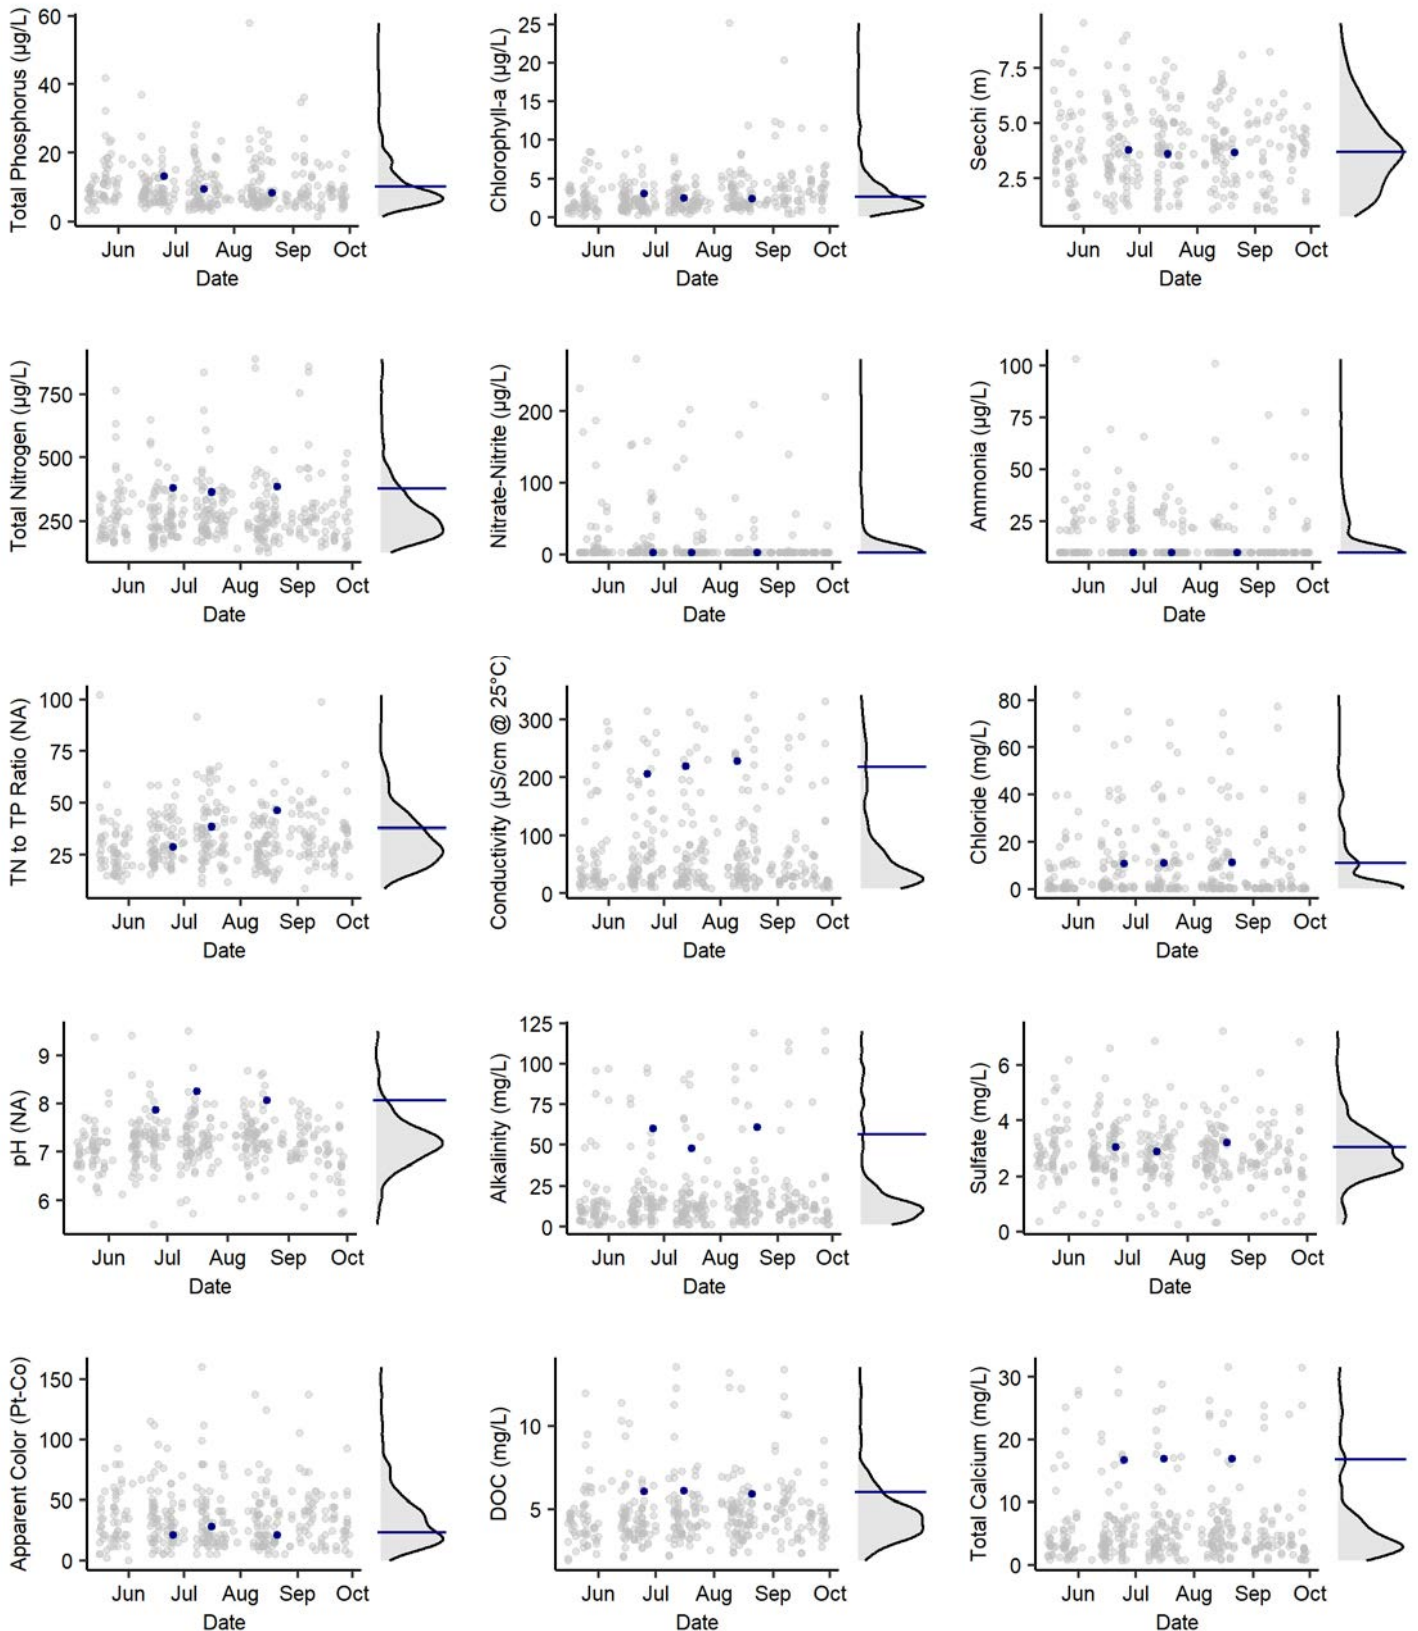 Total Phosphorus (µg/L)
60
40
20
0
Jun Jul Aug Sep Oct
Date
Chlorophyll-a (µg/L)
25
20
15
10
5
0
Jun Jul Aug Sep Oct
Date
Secchi (m)
7.5
5.0
2.5
Jun Jul Aug Sep Oct
Date
Total Nitrogen (µg/L)
750
500
250
Jun Jul Aug Sep Oct
Date
Nitrate-Nitrite (µg/L)
200
100
0
Jun Jul Aug Sep Oct
Date
Ammonia (µg/L)
100
75
50
25
Jun Jul Aug Sep Oct
Date
TN to TP Ratio (NA)
100
75
50
25
Jun Jul Aug Sep Oct
Date
Conductivity (µS/cm @ 25°C)
300
200
100
0
Jun Jul Aug Sep Oct
Date
Chloride (mg/L)
80
60
40
20
0
Jun Jul Aug Sep Oct
Date
pH (NA)
9
8
7
6
Jun Jul Aug Sep Oct
Date
Alkalinity (mg/L)
125
100
75
50
25
0
Jun Jul Aug Sep Oct
Date
Sulfate (mg/L)
6
4
2
0
Jun Jul Aug Sep Oct
Date
Apparent Color (Pt-Co)
150
100
50
0
Jun Jul Aug Sep Oct
Date
DOC (mg/L)
10
5
Jun Jul Aug Sep Oct
Date
Total Calcium (mg/L)
30
20
10
0
Jun Jul Aug Sep Oct
Date